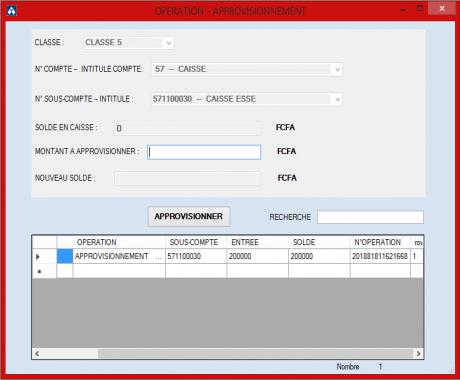 OPERATION - APPROVISIONNEMENT
CLASSE : CLASSE 5
N° COMPTE – INTITULE COMPTE: 57 -- CAISSE
N° SOUS-COMPTE – INTITULE : 571100030 -- CAISSE ESSE
SOLDE EN CAISSE : 0 FCFA
MONTANT A APPROVISIONNER : FCFA
NOUVEAU SOLDE : FCFA
APPROVISIONNER RECHERCHE
OPERATION SOUS-COMPTE ENTREE SOLDE N°OPERATION
APPROVISIONNEMENT ... 571100030 200000 200000 201881811621668 1
Nombre 1